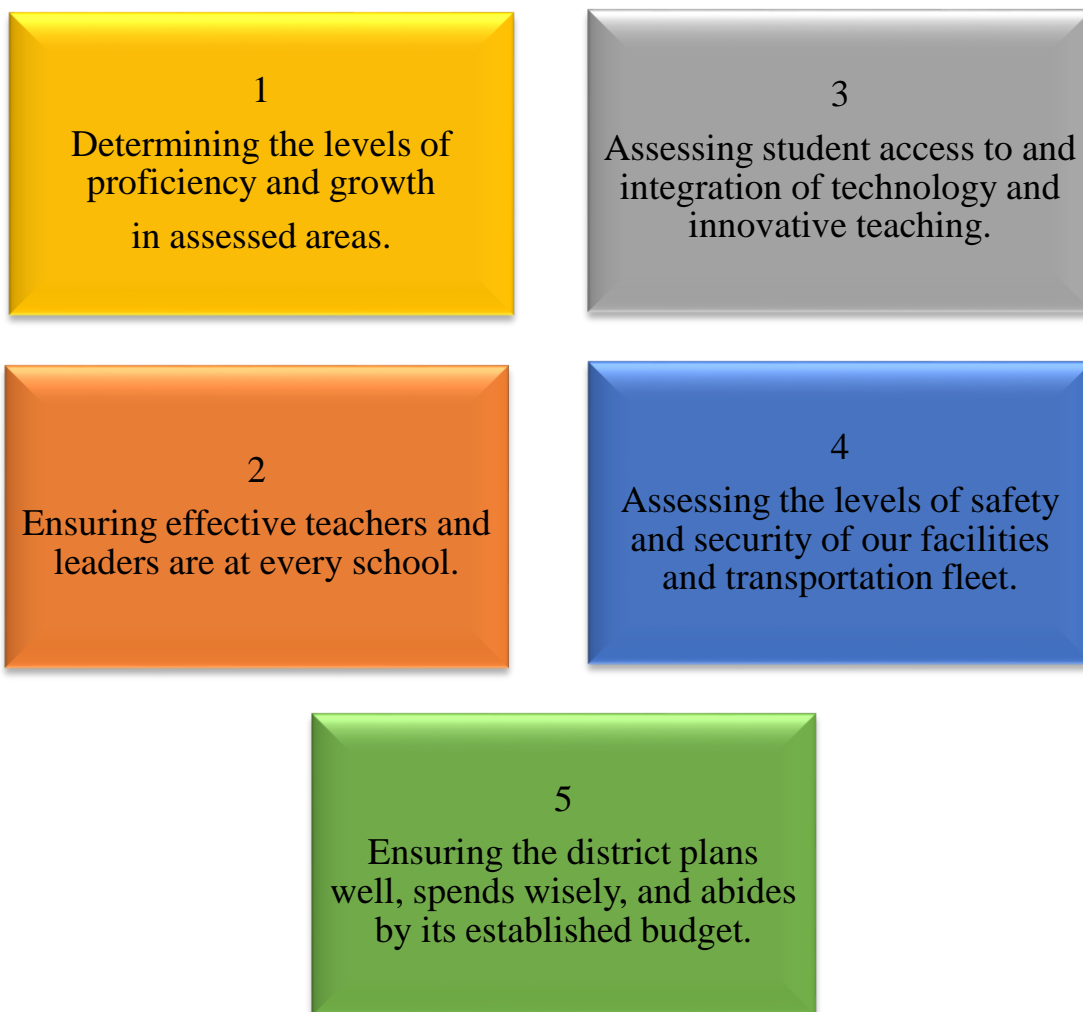 1
Determining the levels of
proficiency and growth
in assessed areas.
2
Ensuring effective teachers and
leaders are at every school.
3
Assessing student access to and
integration of technology and
innovative teaching.
4
Assessing the levels of safety
and security of our facilities
and transportation fleet.
5
Ensuring the district plans
well, spends wisely, and abides
by its established budget.